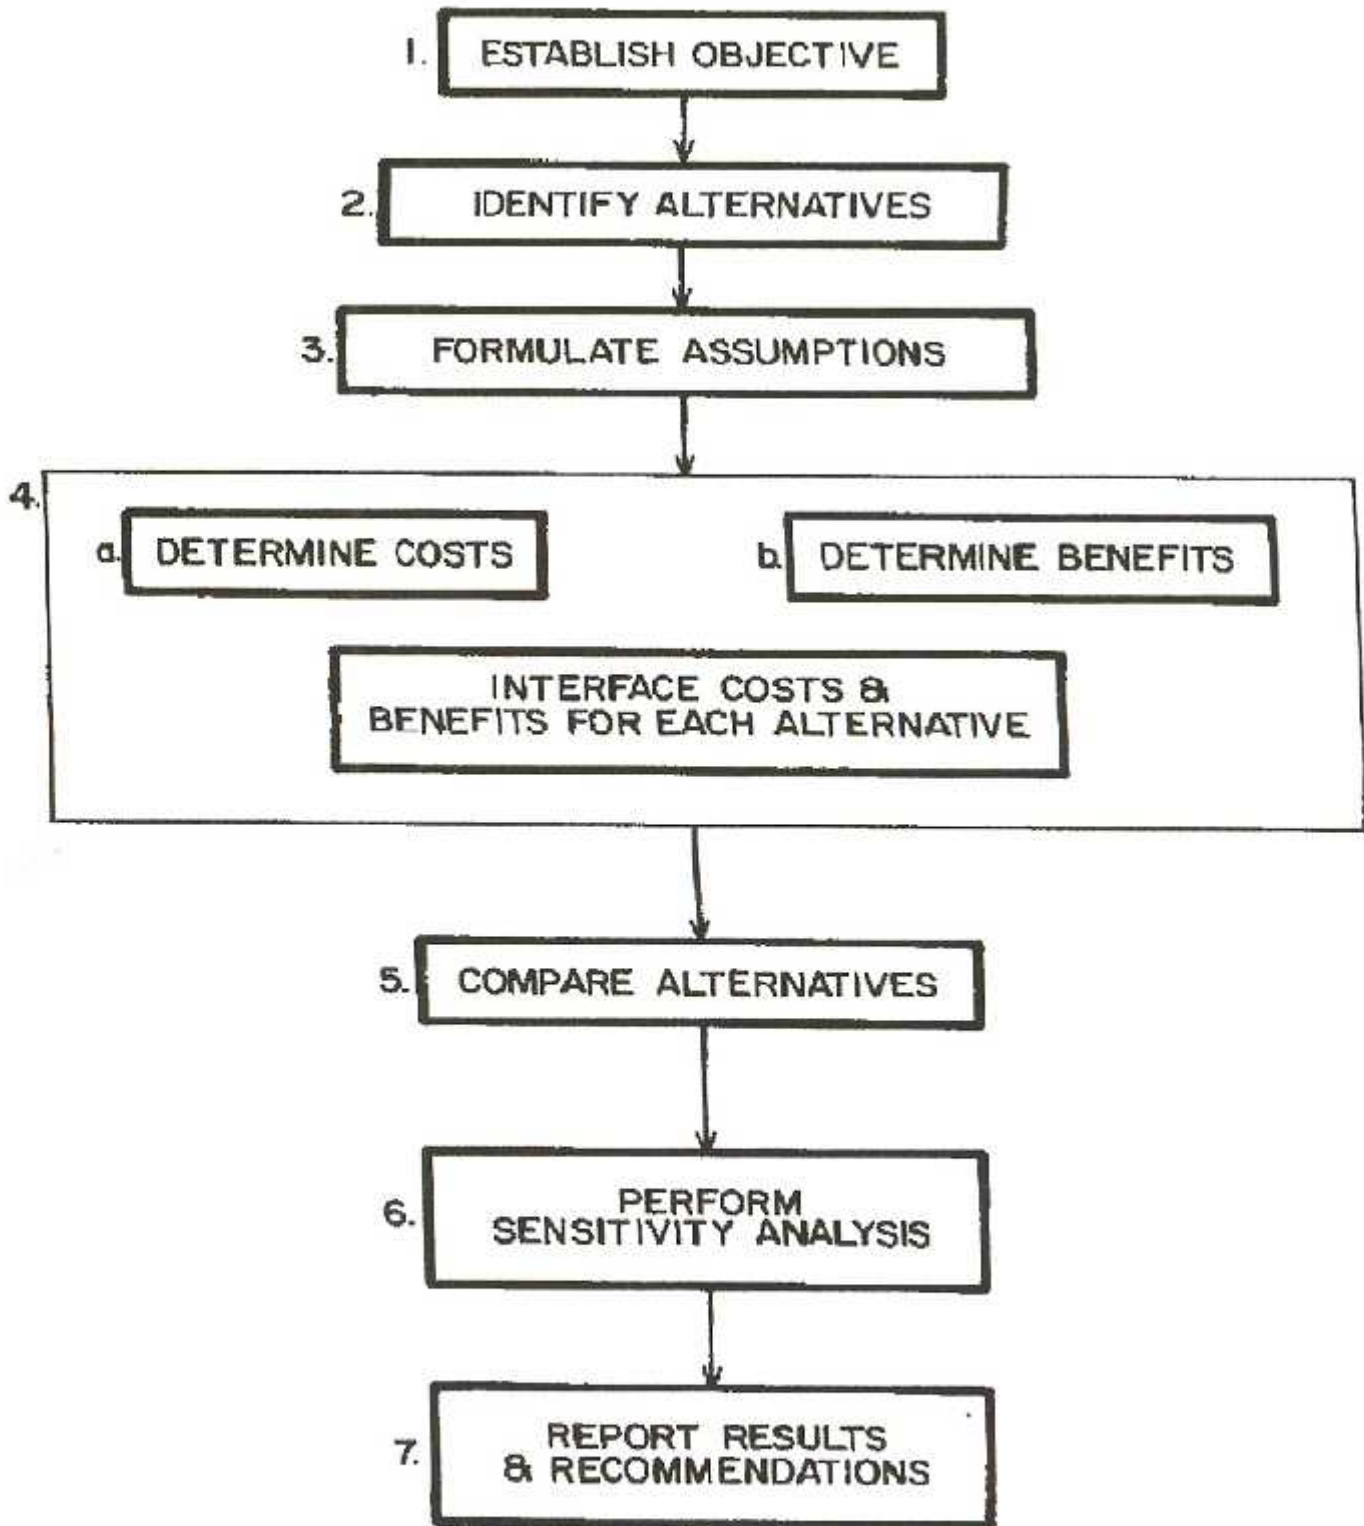 1. ESTABLISH OBJECTIVE
2. IDENTIFY ALTERNATIVES
3. FORMULATE ASSUMPTIONS
4.
a. DETERMINE COSTS
b. DETERMINE BENEFITS
INTERFACE COSTS &
BENEFITS FOR EACH ALTERNATIVE
5. COMPARE ALTERNATIVES
6. PERFORM
SENSITIVITY ANALYSIS
7. REPORT RESULTS
& RECOMMENDATIONS